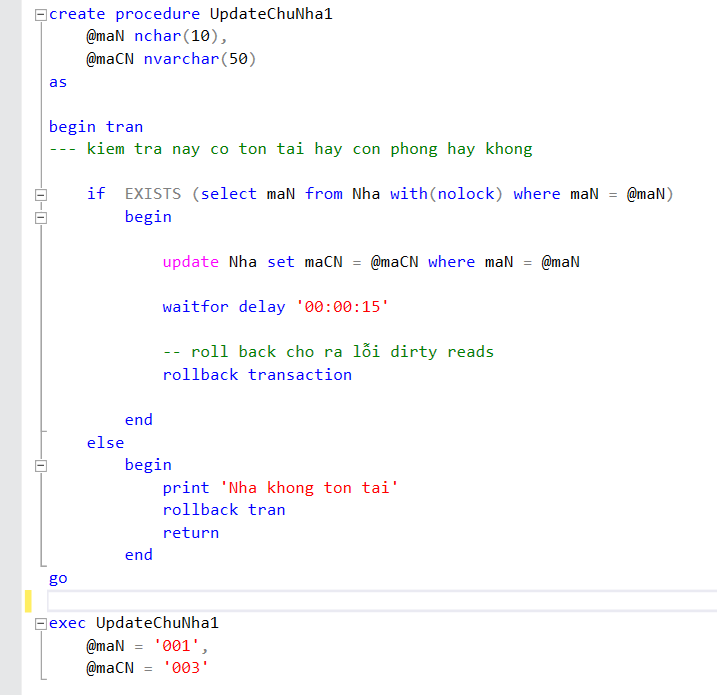 create procedure UpdateChuNha1
@maN nchar(10),
@maCN nvarchar(50)
as
begin tran
--- kiem tra nay co ton tai hay con phong hay khong
if  EXISTS (select maN from Nha with(nolock) where maN = @maN)
begin
update Nha set maCN = @maCN where maN = @maN
waitfor delay '00:00:15'
-- roll back cho ra lỗi dirty reads
rollback transaction
end
else
begin
print 'Nha khong ton tai'
rollback tran
return
end
go
exec UpdateChuNha1
@maN = '001',
@maCN = '003'